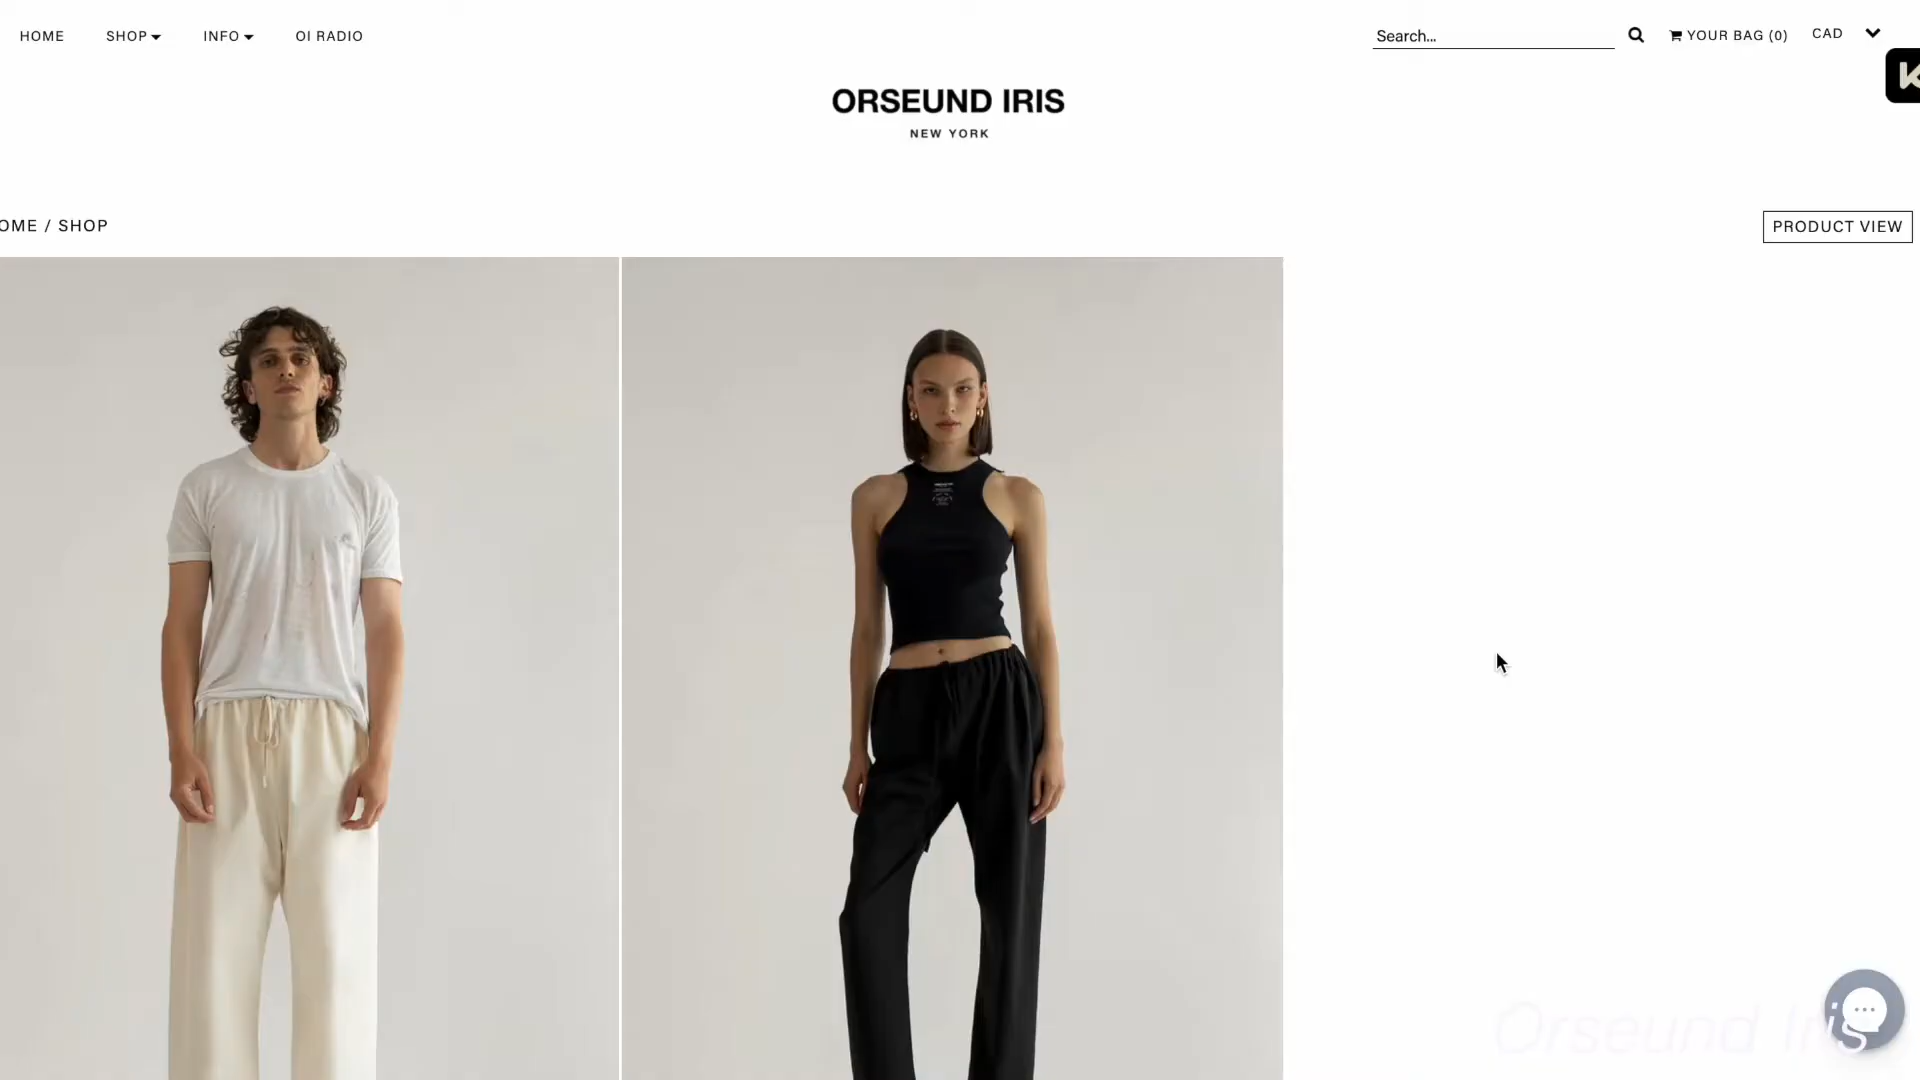 HOME SHOP INFO OI RADIO
Search... YOUR BAG (0) CAD
K
ORSEUND IRIS
NEW YORK
OME / SHOP
PRODUCT VIEW
Orseund Iris